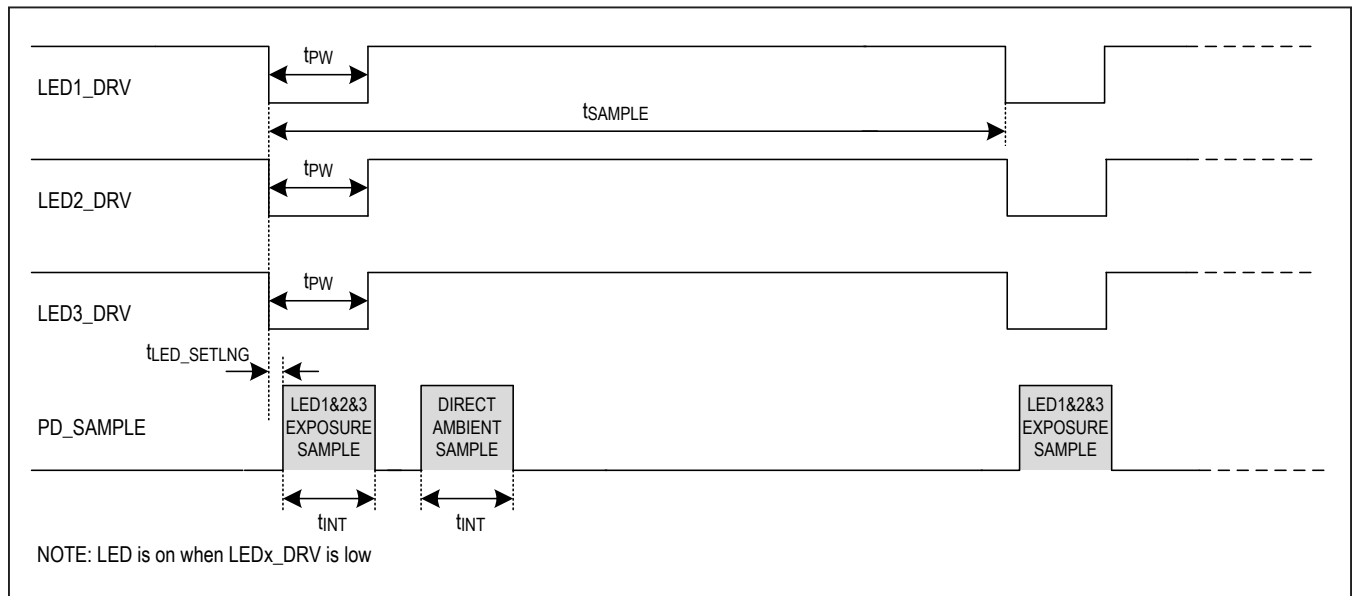 tPW
LED1_DRV
tSAMPLE
tPW
LED2_DRV
tPW
LED3_DRV
tLED_SETLNG
PD_SAMPLE
LED1&2&3
EXPOSURE
SAMPLE
DIRECT
AMBIENT
SAMPLE
LED1&2&3
EXPOSURE
SAMPLE
tINT
tINT
NOTE: LED is on when LEDx_DRV is low